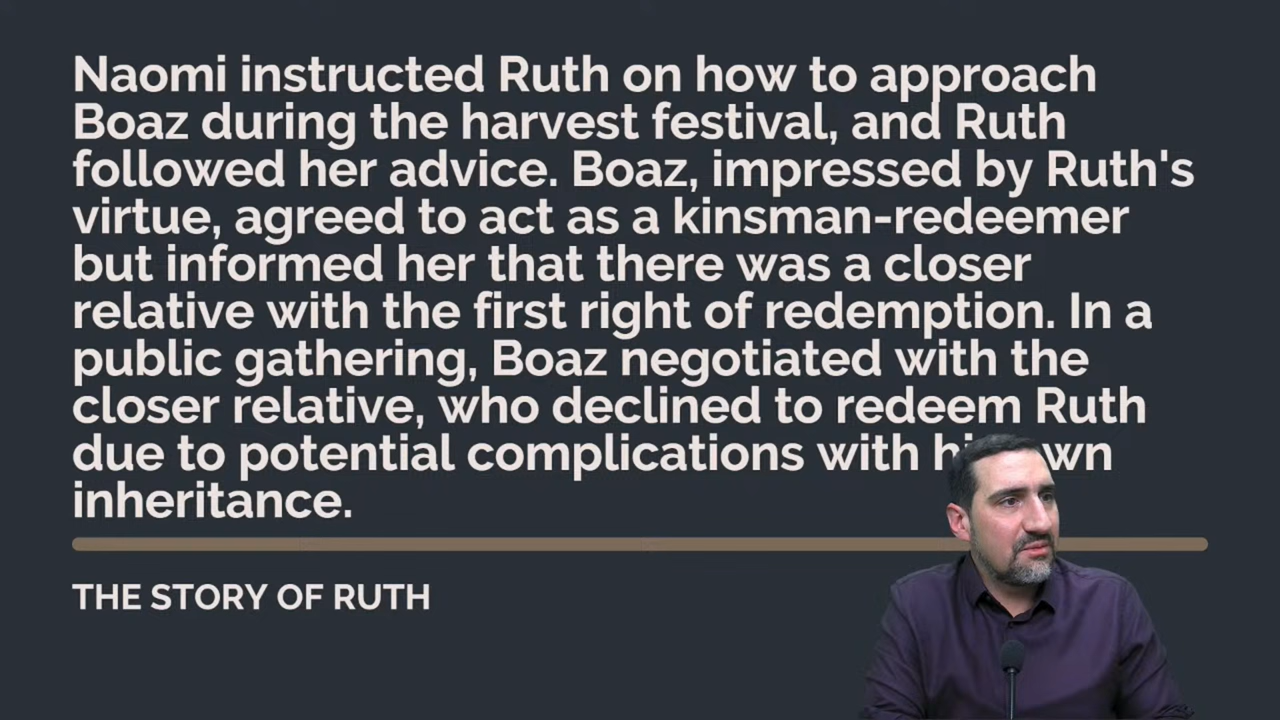 Naomi instructed Ruth on how to approach
Boaz during the harvest festival, and Ruth
followed her advice. Boaz, impressed by Ruth's
virtue, agreed to act as a kinsman-redeemer
but informed her that there was a closer
relative with the first right of redemption. In a
public gathering, Boaz negotiated with the
closer relative, who declined to redeem Ruth
due to potential complications with
inheritance.
THE STORY OF RUTH